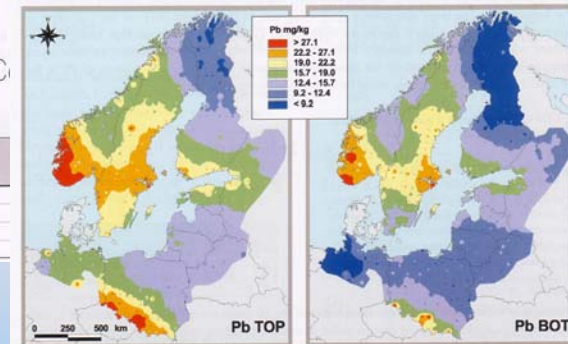 Pb mg/kg
> 27.1
22.2 - 27.1
19.0 - 22.2
15.7 - 19.0
12.4 - 15.7
9.2 - 12.4
< 9.2
0 250 500 km
Pb TOP
Pb BOT